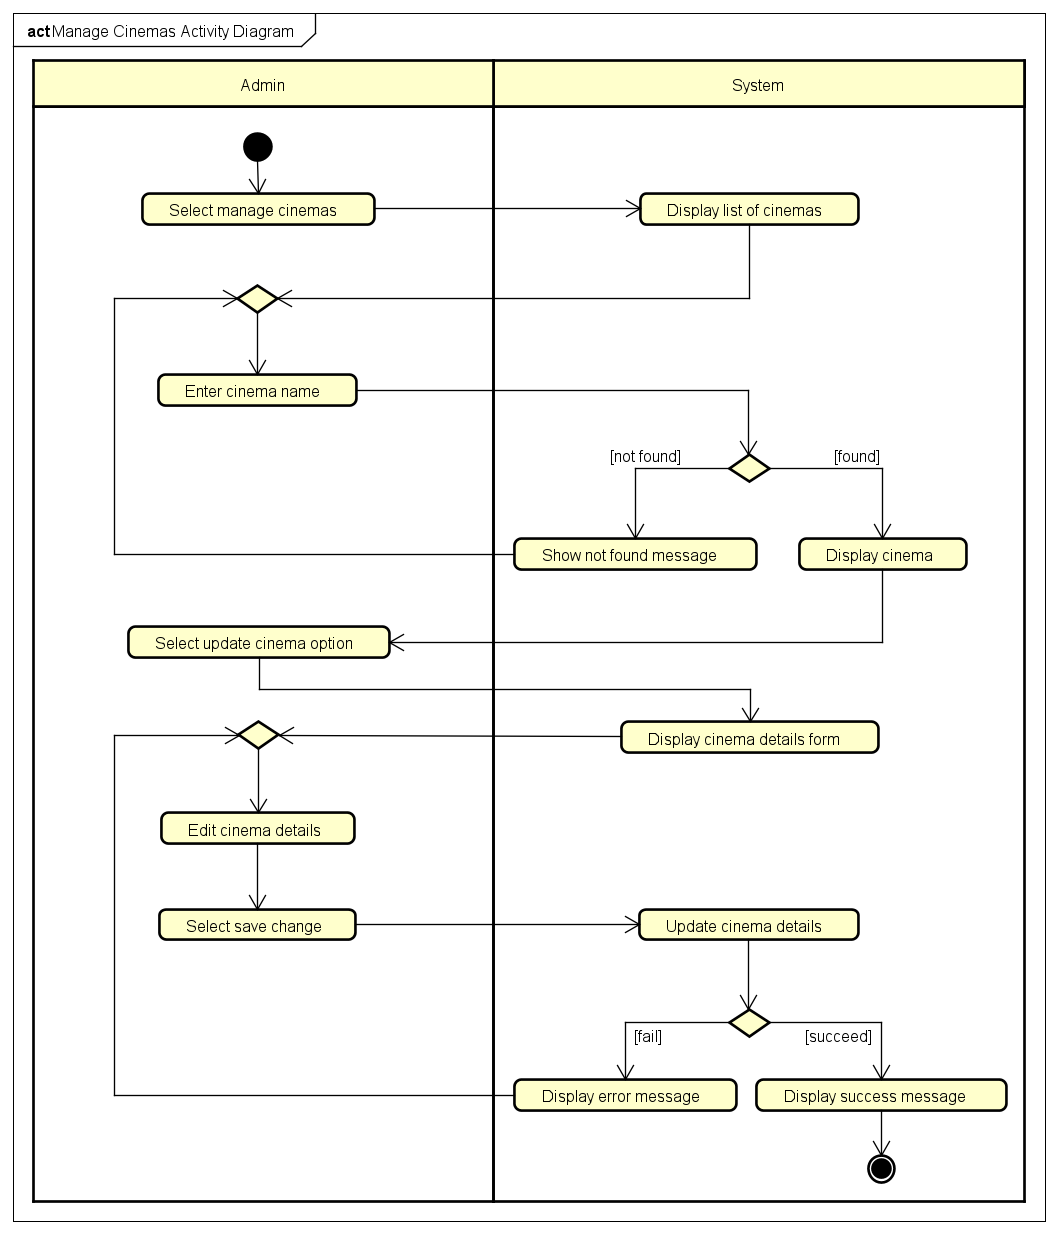 act Manage Cinemas Activity Diagram
Admin
System
Select manage cinemas
Display list of cinemas
Enter cinema name
[not found]
[found]
Show not found message
Display cinema
Select update cinema option
Display cinema details form
Edit cinema details
Select save change
Update cinema details
[fail]
[succeed]
Display error message
Display success message